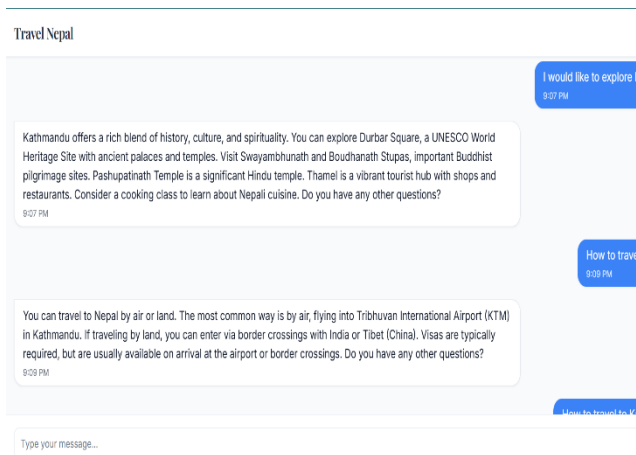 Travel Nepal
I would like to explore
9:07 PM
Kathmandu offers a rich blend of history, culture, and spirituality. You can explore Durbar Square, a UNESCO World
Heritage Site with ancient palaces and temples. Visit Swayambhunath and Boudhanath Stupas, important Buddhist
pilgrimage sites. Pashupatinath Temple is a significant Hindu temple. Thamel is a vibrant tourist hub with shops and
restaurants. Consider a cooking class to learn about Nepali cuisine. Do you have any other questions?
9:07 PM
How to trave
9:09 PM
You can travel to Nepal by air or land. The most common way is by air, flying into Tribhuvan International Airport (KTM)
in Kathmandu. If traveling by land, you can enter via border crossings with India or Tibet (China). Visas are typically
required, but are usually available on arrival at the airport or border crossings. Do you have any other questions?
9:09 PM
How to travel to K
Type your message...